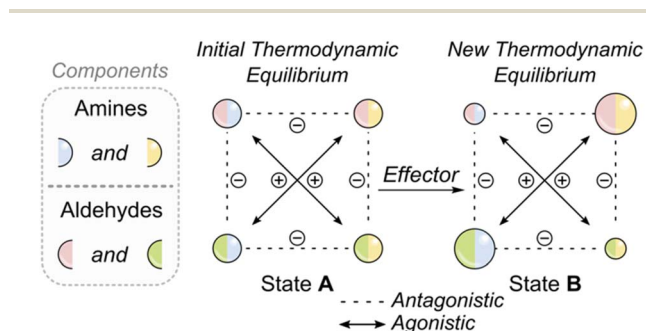 Components
Amines
and
Aldehydes
and
Initial Thermodynamic
Equilibrium
⊖
⊖ ⊕ ⊕ ⊖
⊖
State A
Effector
New Thermodynamic
Equilibrium
⊖
⊖ ⊕ ⊕ ⊖
⊖
State B
Antagonistic
Agonistic